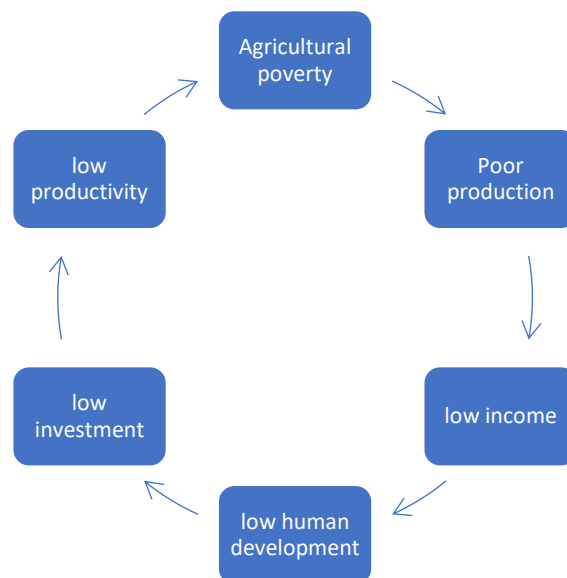 Agricultural
poverty
Poor
production
low income
low human
development
low
investment
low
productivity